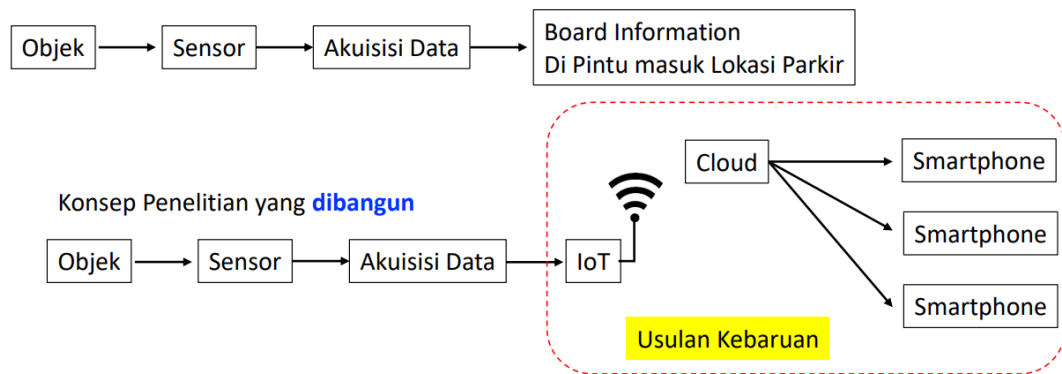 Objek
Sensor
Akuisisi Data
Board Information
Di Pintu masuk Lokasi Parkir
Cloud
Smartphone
Smartphone
Smartphone
Konsep Penelitian yang dibangun
Objek
Sensor
Akuisisi Data
IoT
Usulan Kebaruan